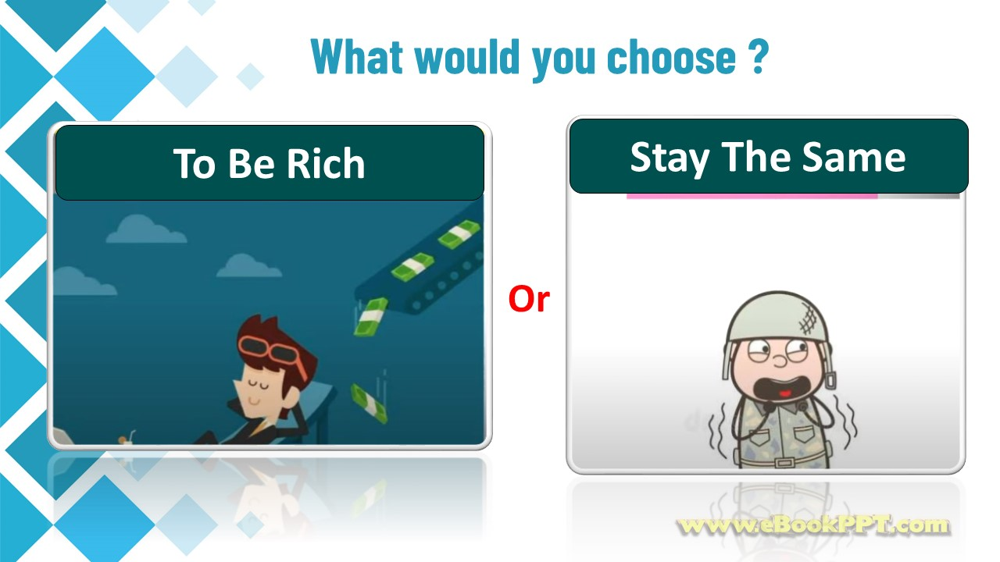 What would you choose ?
To Be Rich
Stay The Same
Or
www.eBookPPT.com